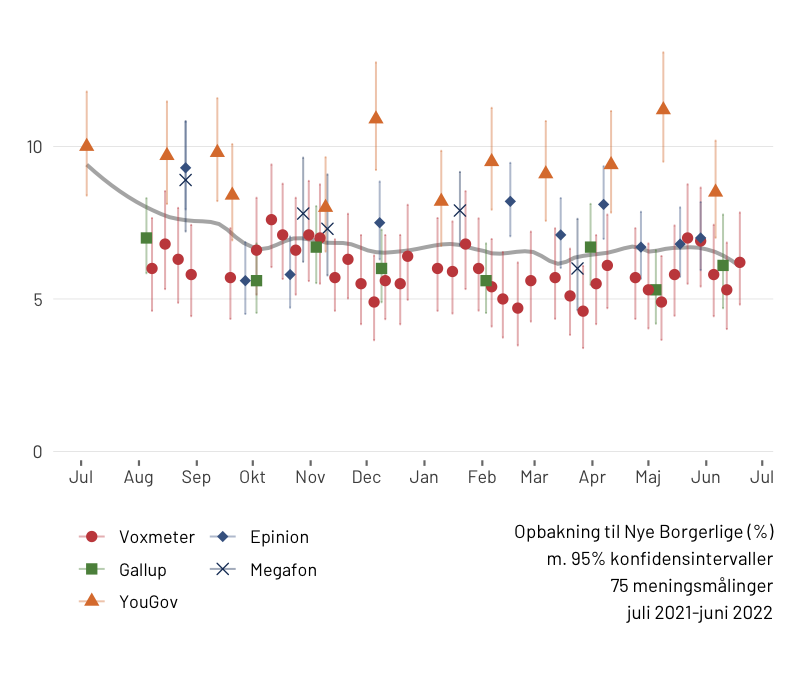 10
5
0
Jul Aug Sep Okt Nov Dec Jan Feb Mar Apr Maj Jun Jul
Voxmeter Epinion
Gallup Megafon
YouGov
Opbakning til Nye Borgerlige (%)
m. 95% konfidensintervaller
75 meningsmålinger
juli 2021-juni 2022